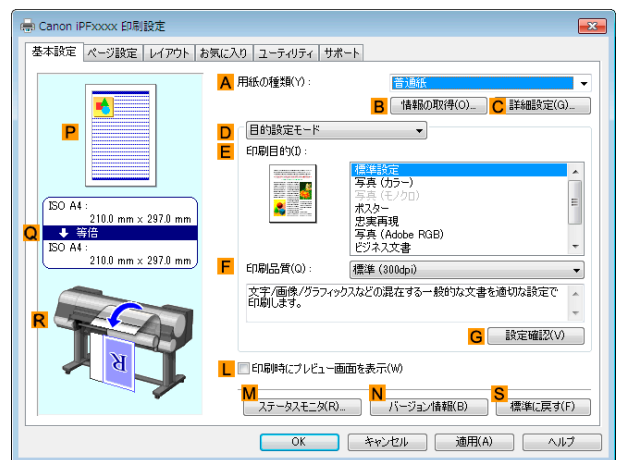 Canon iPFxxxx 印刷設定
基本設定 ページ設定 レイアウト お気に入り ユーティリティ サポート
A 用紙の種類(Y) : 普通紙
B 情報の取得(O)... C 詳細設定(G)...
P
D 目的設定モード
E 印刷目的(I) :
標準設定
写真 (カラー)
写真 (モノクロ)
ポスター
忠実再現
写真 (Adobe RGB)
ビジネス文書
ISO A4 :
210.0 mm x 297.0 mm
Q 等倍
ISO A4 :
210.0 mm x 297.0 mm
F 印刷品質(Q) : 標準 (300dpi)
文字/画像/グラフィックスなどの混在する一般的な文書を適切な設定で
印刷します。
R
R
G 設定確認(V)
L 印刷時にプレビュー画面を表示(W)
M ステータスモニタ(R)... N バージョン情報(B) S 標準に戻す(F)
OK キャンセル 適用(A) ヘルプ